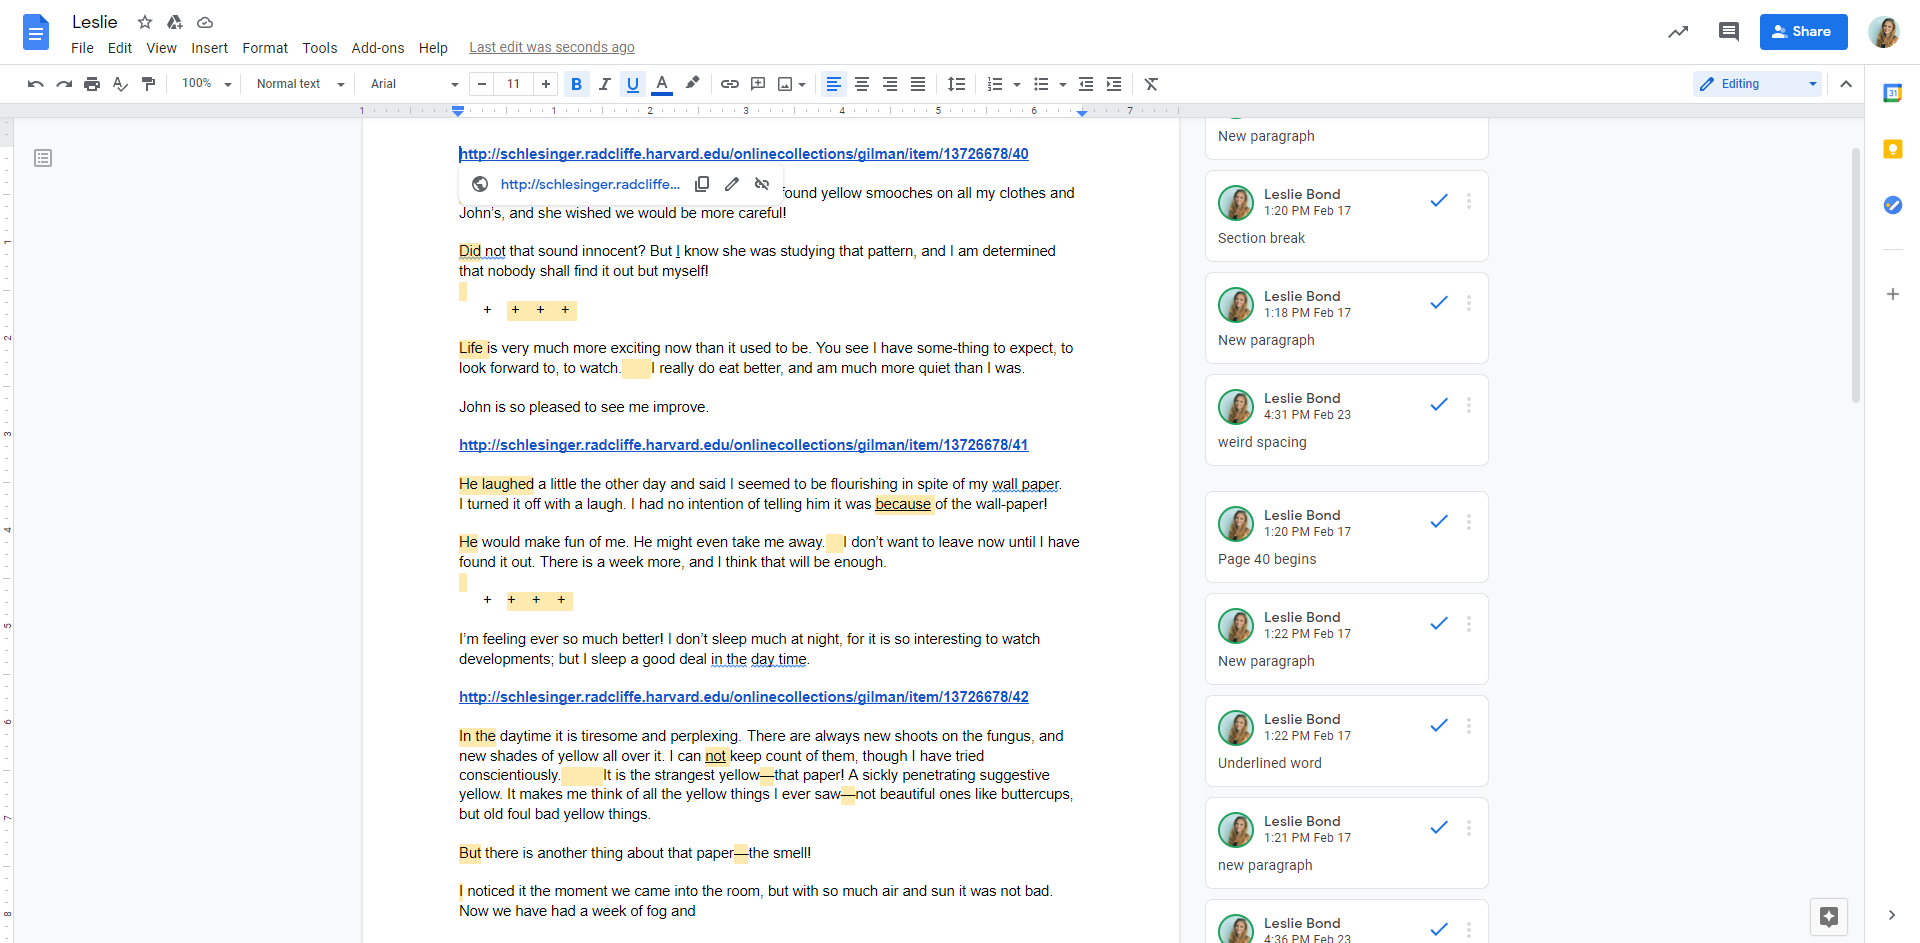 Leslie
File Edit View Insert Format Tools Add-ons Help Last edit was seconds ago
Share
100% Normal text Arial − 11 + B I U A Editing
1 1 2 3 4 5 6 7
http://schlesinger.radcliffe.harvard.edu/onlinecollections/gilman/item/13726678/40
http://schlesinger.radcliffe...
found yellow smooches on all my clothes and
John's, and she wished we would be more careful!
Did not that sound innocent? But I know she was studying that pattern, and I am determined
that nobody shall find it out but myself!
+ + + +
Life is very much more exciting now than it used to be. You see I have some-thing to expect, to
look forward to, to watch. I really do eat better, and am much more quiet than I was.
John is so pleased to see me improve.
http://schlesinger.radcliffe.harvard.edu/onlinecollections/gilman/item/13726678/41
He laughed a little the other day and said I seemed to be flourishing in spite of my wall paper.
I turned it off with a laugh. I had no intention of telling him it was because of the wall-paper!
He would make fun of me. He might even take me away. I don't want to leave now until I have
found it out. There is a week more, and I think that will be enough.
+ + + +
I'm feeling ever so much better! I don't sleep much at night, for it is so interesting to watch
developments; but I sleep a good deal in the day time.
http://schlesinger.radcliffe.harvard.edu/onlinecollections/gilman/item/13726678/42
In the daytime it is tiresome and perplexing. There are always new shoots on the fungus, and
new shades of yellow all over it. I can not keep count of them, though I have tried
conscientiously. It is the strangest yellow—that paper! A sickly penetrating suggestive
yellow. It makes me think of all the yellow things I ever saw—not beautiful ones like buttercups,
but old foul bad yellow things.
But there is another thing about that paper—the smell!
I noticed it the moment we came into the room, but with so much air and sun it was not bad.
Now we have had a week of fog and
1
2
3
4
5
6
7
8
New paragraph
Leslie Bond
1:20 PM Feb 17
Section break
Leslie Bond
1:18 PM Feb 17
New paragraph
Leslie Bond
4:31 PM Feb 23
weird spacing
Leslie Bond
1:20 PM Feb 17
Page 40 begins
Leslie Bond
1:22 PM Feb 17
New paragraph
Leslie Bond
1:22 PM Feb 17
Underlined word
Leslie Bond
1:21 PM Feb 17
new paragraph
Leslie Bond
4:36 PM Feb 23
31